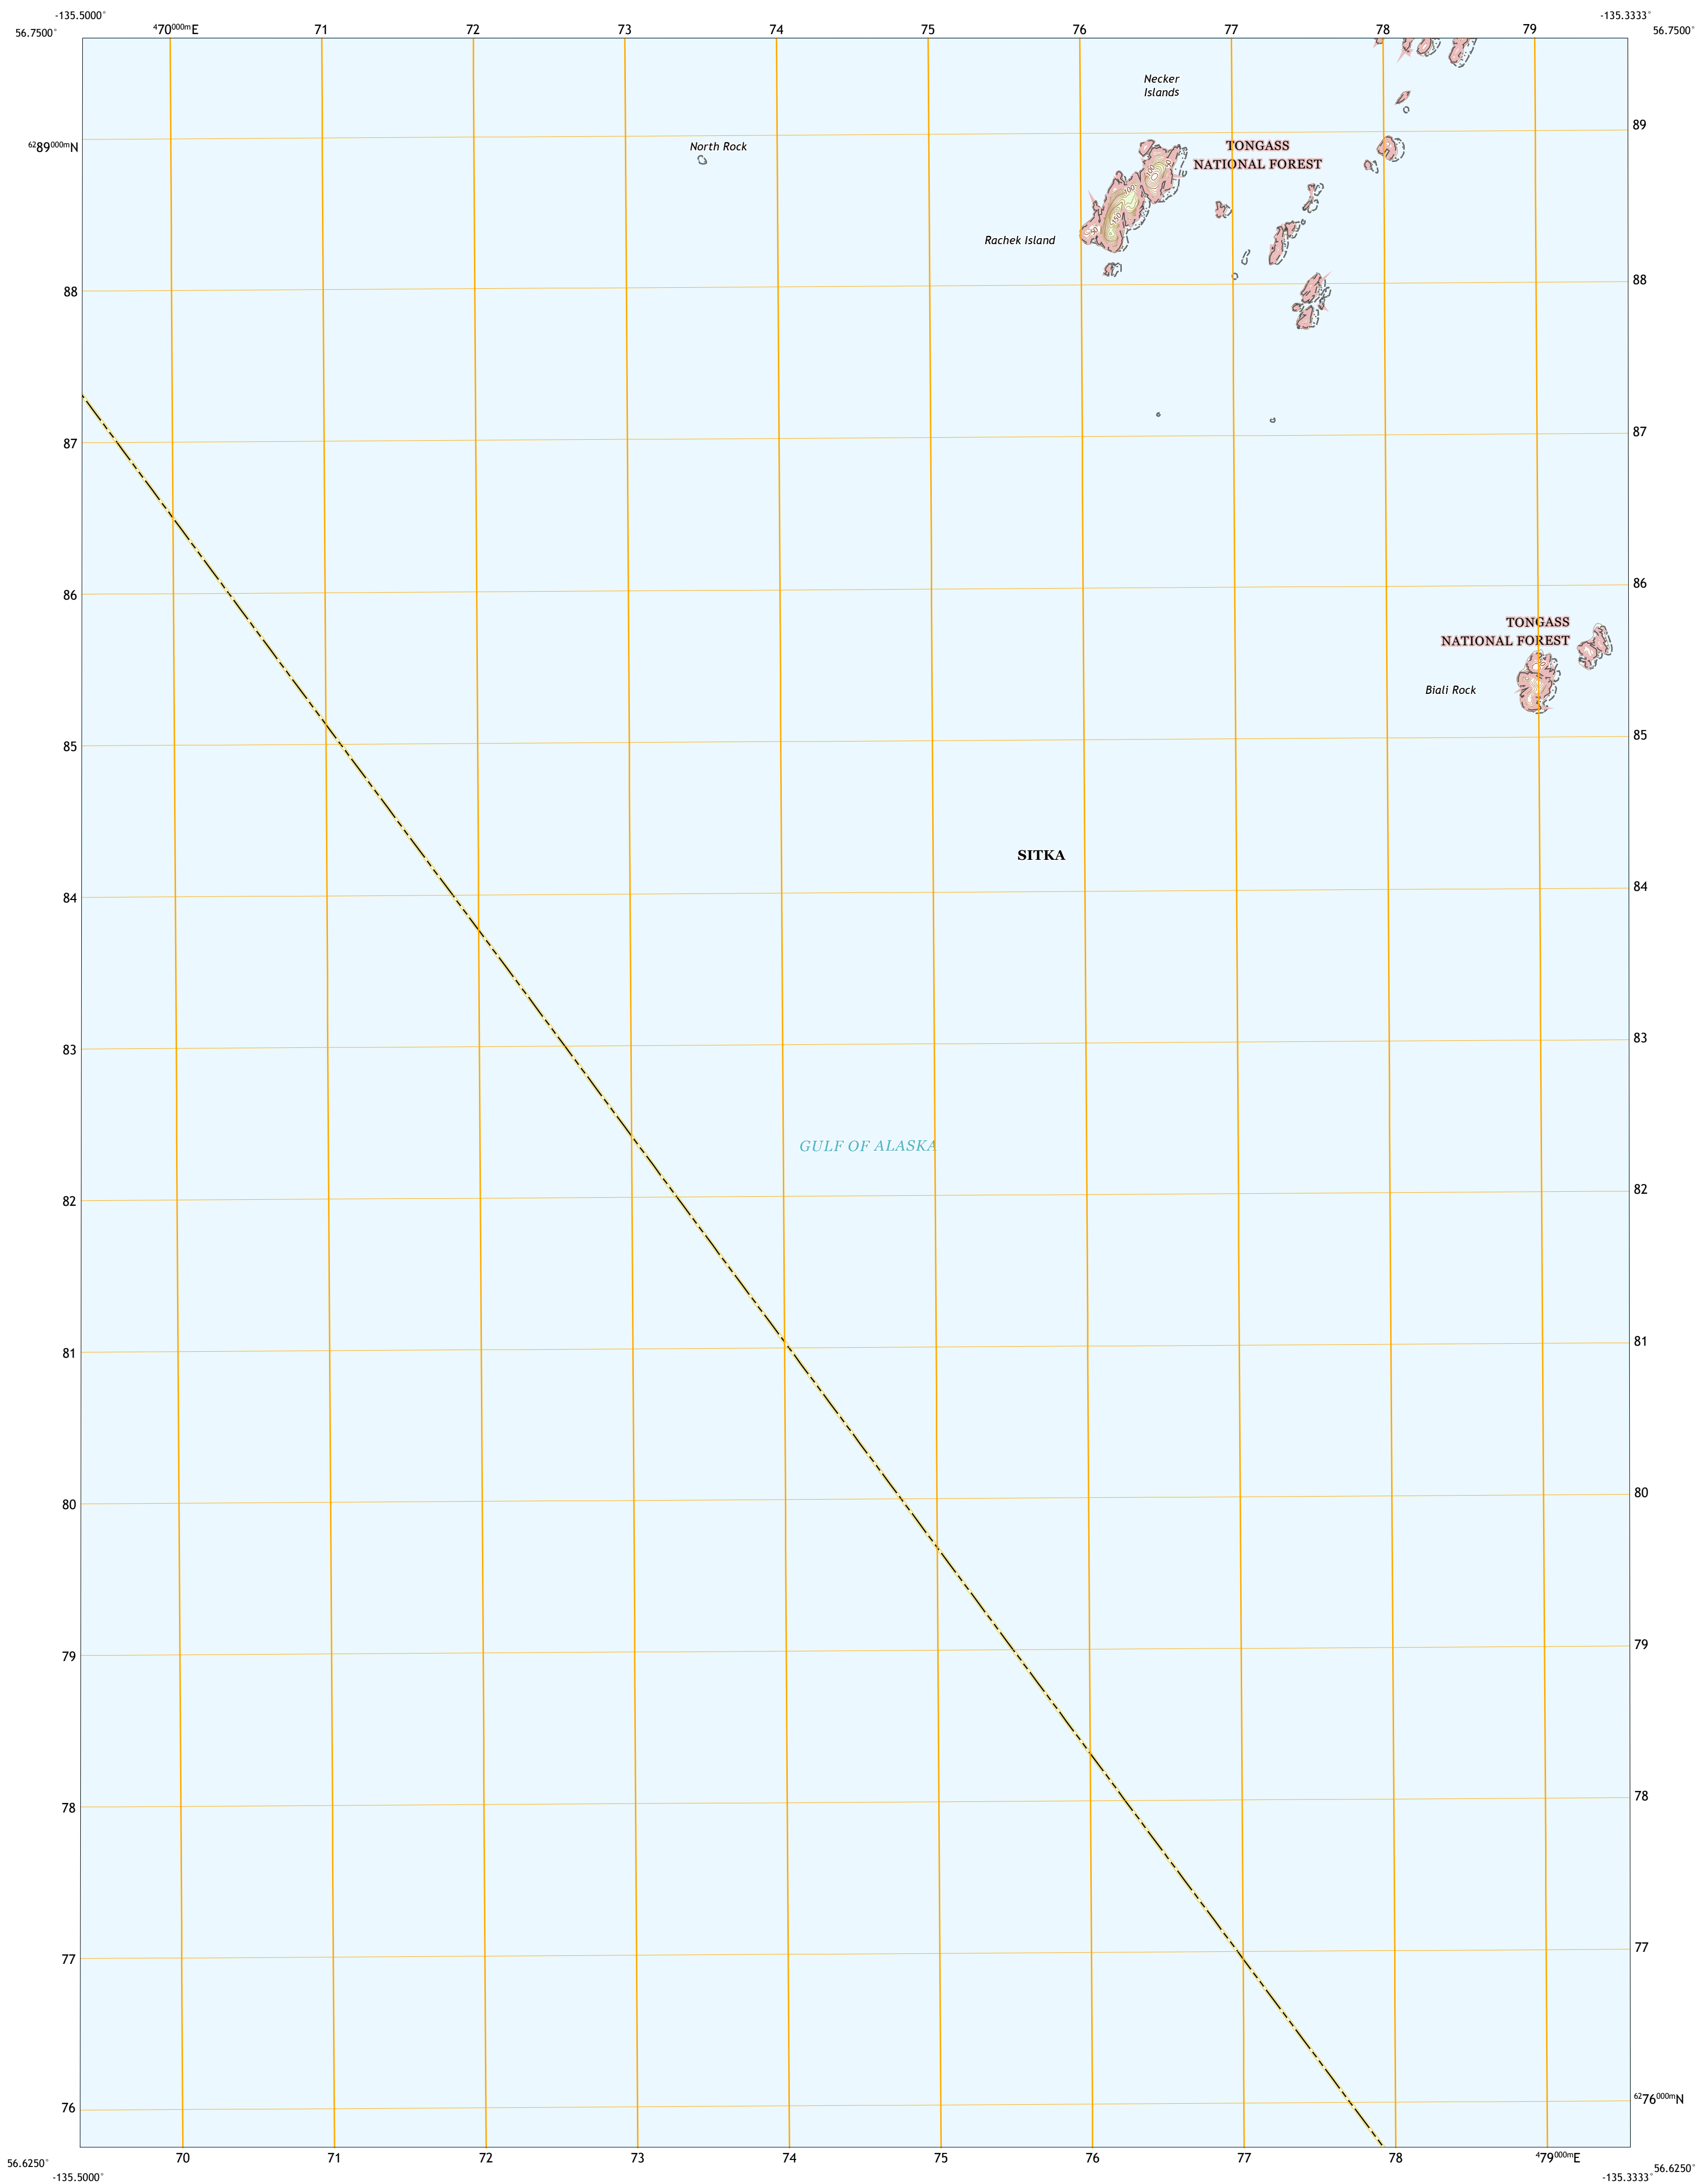 -135.5000°
-135.3333°
56.7500°
⁴70⁰⁰⁰ᵐE 71 72 73 74 75 76 77 78 79
56.7500°
Necker
Islands
89
⁶²89⁰⁰⁰ᵐN
North Rock
TONGASS
NATIONAL FOREST
100
100
150
50
Rachek Island
88
88
87
87
86
86
TONGASS
NATIONAL FOREST
Biali Rock
85
85
SITKA
84
84
83
83
GULF OF ALASKA
82
82
81
81
80
80
79
79
78
78
77
77
76
⁶²76⁰⁰⁰ᵐN
70 71 72 73 74 75 76 77 78 ⁴79⁰⁰⁰ᵐE
56.6250°
56.6250°
-135.5000°
-135.3333°